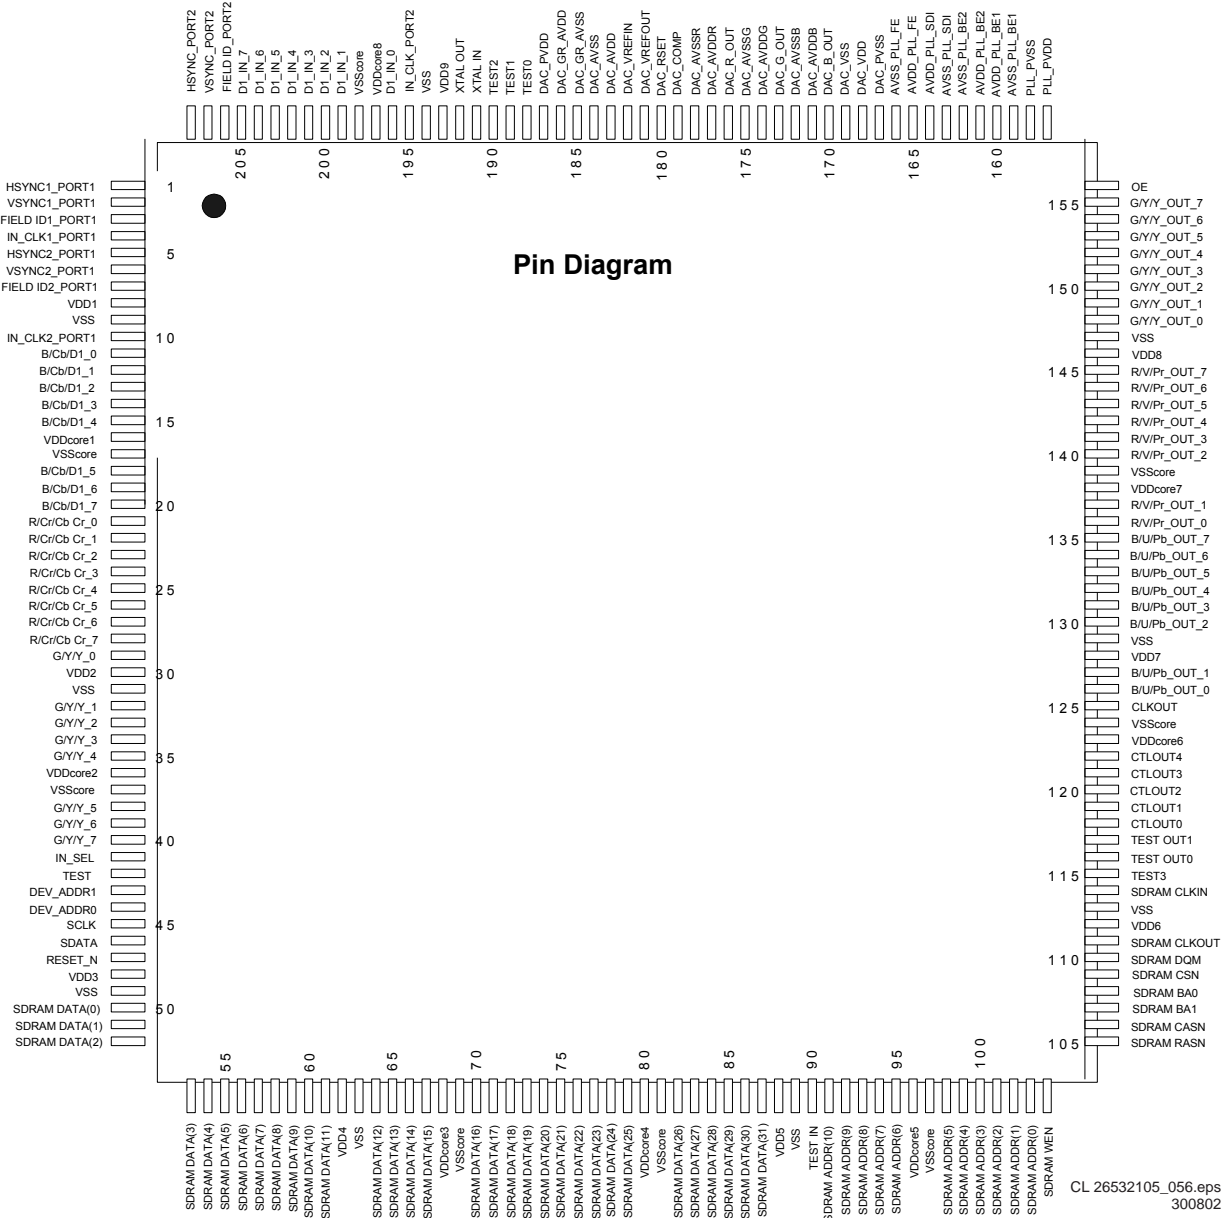 HSYNC_PORT2
VSYNC_PORT2
FIELD ID_PORT2
D1_IN_7
D1_IN_6
D1_IN_5
D1_IN_4
D1_IN_3
D1_IN_2
D1_IN_1
VSScore
VDDcore8
D1_IN_0
IN_CLK_PORT2
VSS
VDD9
XTAL OUT
XTAL IN
TEST2
TEST1
TEST0
DAC_PVDD
DAC_GR_AVDD
DAC_GR_AVSS
DAC_AVSS
DAC_AVDD
DAC_VREFIN
DAC_VREFOUT
DAC_RSET
DAC_COMP
DAC_AVSSR
DAC_AVDDR
DAC_R_OUT
DAC_AVSSG
DAC_AVDDG
DAC_G_OUT
DAC_AVSSB
DAC_AVDDB
DAC_B_OUT
DAC_VSS
DAC_VDD
DAC_PVSS
AVSS_PLL_FE
AVDD_PLL_FE
AVDD_PLL_SDI
AVSS_PLL_SDI
AVSS_PLL_BE2
AVDD_PLL_BE2
AVDD_PLL_BE1
AVSS_PLL_BE1
PLL_PVSS
PLL_PVDD
205
200
195
190
185
180
175
170
165
160
Pin Diagram
HSYNC1_PORT1
VSYNC1_PORT1
FIELD ID1_PORT1
IN_CLK1_PORT1
HSYNC2_PORT1
VSYNC2_PORT1
FIELD ID2_PORT1
VDD1
VSS
IN_CLK2_PORT1
B/Cb/D1_0
B/Cb/D1_1
B/Cb/D1_2
B/Cb/D1_3
B/Cb/D1_4
VDDcore1
VSScore
B/Cb/D1_5
B/Cb/D1_6
B/Cb/D1_7
R/Cr/Cb Cr_0
R/Cr/Cb Cr_1
R/Cr/Cb Cr_2
R/Cr/Cb Cr_3
R/Cr/Cb Cr_4
R/Cr/Cb Cr_5
R/Cr/Cb Cr_6
R/Cr/Cb Cr_7
G/Y/Y_0
VDD2
VSS
G/Y/Y_1
G/Y/Y_2
G/Y/Y_3
G/Y/Y_4
VDDcore2
VSScore
G/Y/Y_5
G/Y/Y_6
G/Y/Y_7
IN_SEL
TEST
DEV_ADDR1
DEV_ADDR0
SCLK
SDATA
RESET_N
VDD3
VSS
SDRAM DATA(0)
SDRAM DATA(1)
SDRAM DATA(2)
1
5
10
15
20
25
30
35
40
45
50
155
150
145
140
135
130
125
120
115
110
105
OE
G/Y/Y_OUT_7
G/Y/Y_OUT_6
G/Y/Y_OUT_5
G/Y/Y_OUT_4
G/Y/Y_OUT_3
G/Y/Y_OUT_2
G/Y/Y_OUT_1
G/Y/Y_OUT_0
VSS
VDD8
R/V/Pr_OUT_7
R/V/Pr_OUT_6
R/V/Pr_OUT_5
R/V/Pr_OUT_4
R/V/Pr_OUT_3
R/V/Pr_OUT_2
VSScore
VDDcore7
R/V/Pr_OUT_1
R/V/Pr_OUT_0
B/U/Pb_OUT_7
B/U/Pb_OUT_6
B/U/Pb_OUT_5
B/U/Pb_OUT_4
B/U/Pb_OUT_3
B/U/Pb_OUT_2
VSS
VDD7
B/U/Pb_OUT_1
B/U/Pb_OUT_0
CLKOUT
VSScore
VDDcore6
CTLOUT4
CTLOUT3
CTLOUT2
CTLOUT1
CTLOUT0
TEST OUT1
TEST OUT0
TEST3
SDRAM CLKIN
VSS
VDD6
SDRAM CLKOUT
SDRAM DQM
SDRAM CSN
SDRAM BA0
SDRAM BA1
SDRAM CASN
SDRAM RASN
55
60
65
70
75
80
85
90
95
100
SDRAM DATA(3)
SDRAM DATA(4)
SDRAM DATA(5)
SDRAM DATA(6)
SDRAM DATA(7)
SDRAM DATA(8)
SDRAM DATA(9)
SDRAM DATA(10)
SDRAM DATA(11)
VDD4
VSS
SDRAM DATA(12)
SDRAM DATA(13)
SDRAM DATA(14)
SDRAM DATA(15)
VDDcore3
VSScore
SDRAM DATA(16)
SDRAM DATA(17)
SDRAM DATA(18)
SDRAM DATA(19)
SDRAM DATA(20)
SDRAM DATA(21)
SDRAM DATA(22)
SDRAM DATA(23)
SDRAM DATA(24)
SDRAM DATA(25)
VDDcore4
VSScore
SDRAM DATA(26)
SDRAM DATA(27)
SDRAM DATA(28)
SDRAM DATA(29)
SDRAM DATA(30)
SDRAM DATA(31)
VDD5
VSS
TEST IN
SDRAM ADDR(10)
SDRAM ADDR(9)
SDRAM ADDR(8)
SDRAM ADDR(7)
SDRAM ADDR(6)
VDDcore5
VSScore
SDRAM ADDR(5)
SDRAM ADDR(4)
SDRAM ADDR(3)
SDRAM ADDR(2)
SDRAM ADDR(1)
SDRAM ADDR(0)
SDRAM WEN
CL 26532105_056.eps
300802